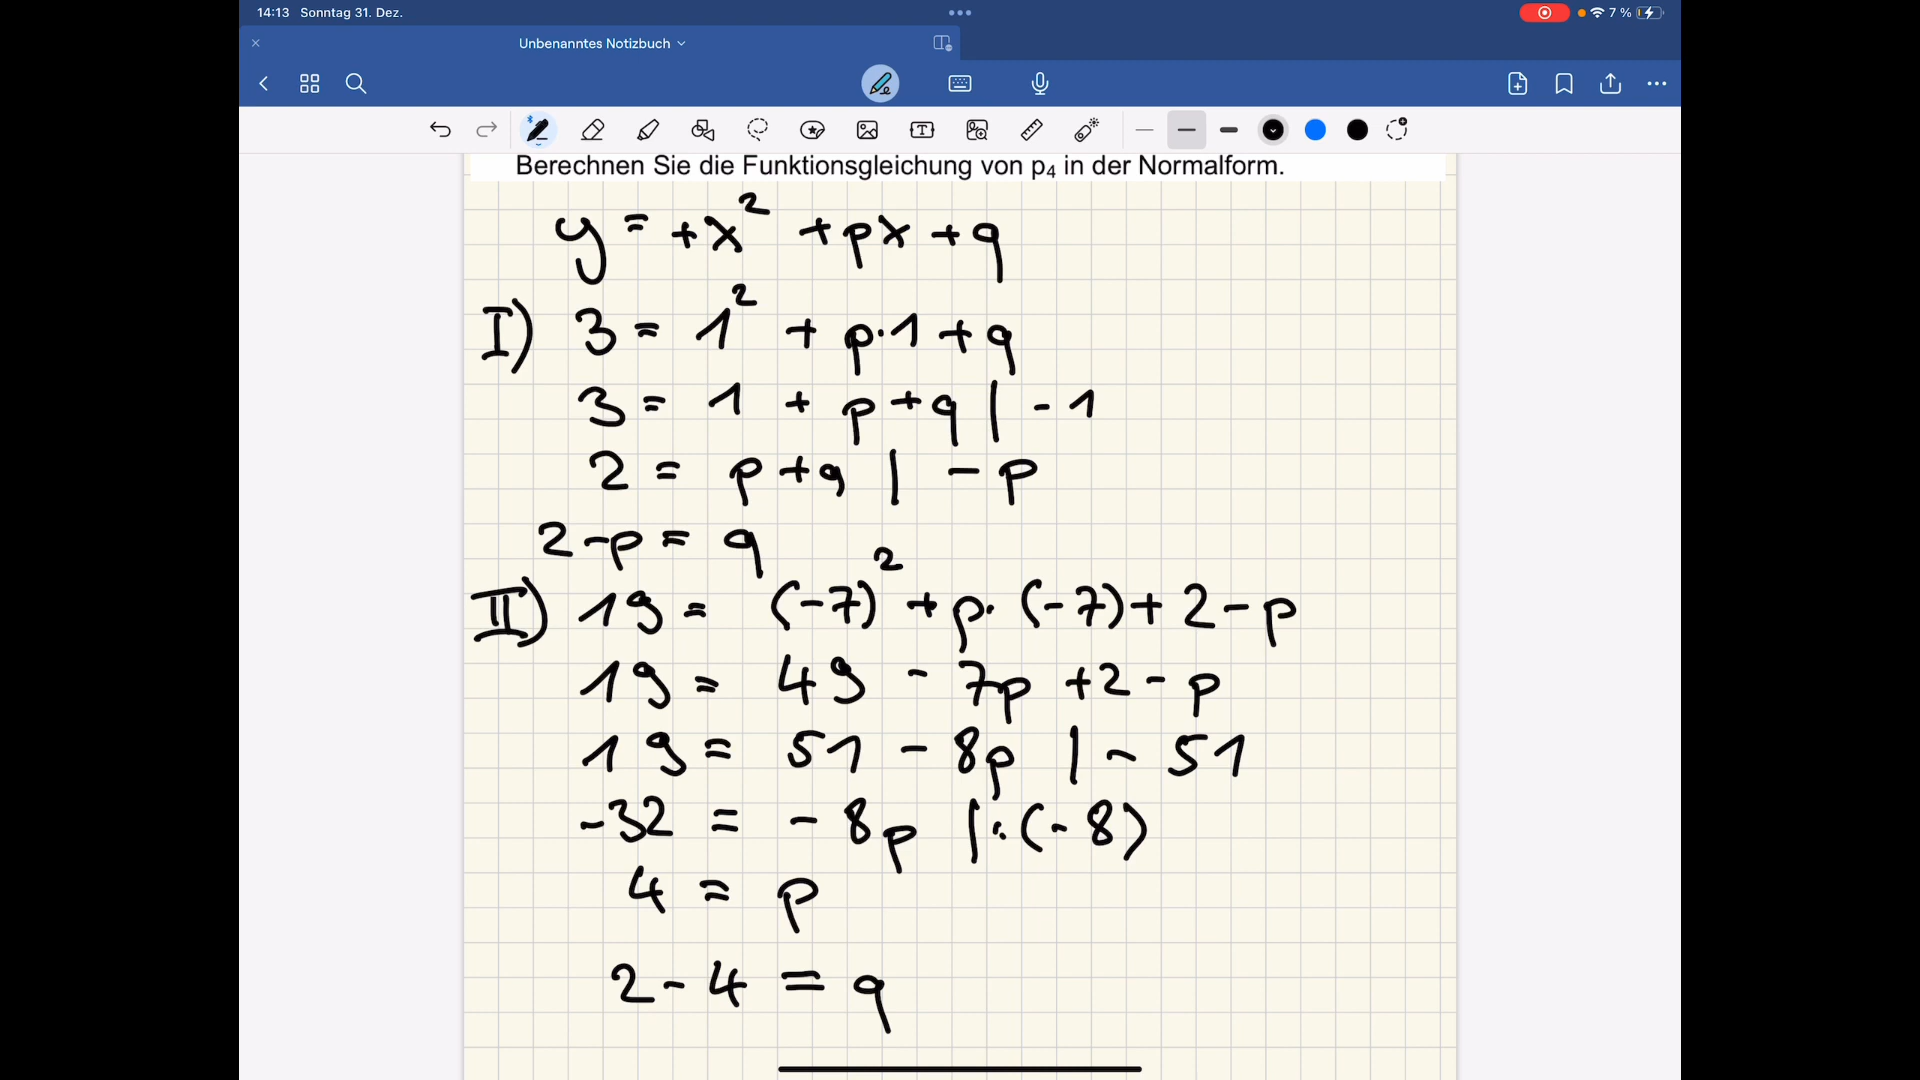 14:13 Sonntag 31. Dez.
7 %
Unbenanntes Notizbuch
Berechnen Sie die Funktionsgleichung von p₄ in der Normalform.
y = +x² + px + q
I) 3 = 1² + p·1 + q
3 = 1 + p + q | - 1
2 = p + q | - p
2 - p = q
II) 19 = (-7)² + p· (-7) + 2 - p
19 = 49 - 7p + 2 - p
19 = 51 - 8p | - 51
-32 = - 8p | : (- 8)
4 = p
2 - 4 = q